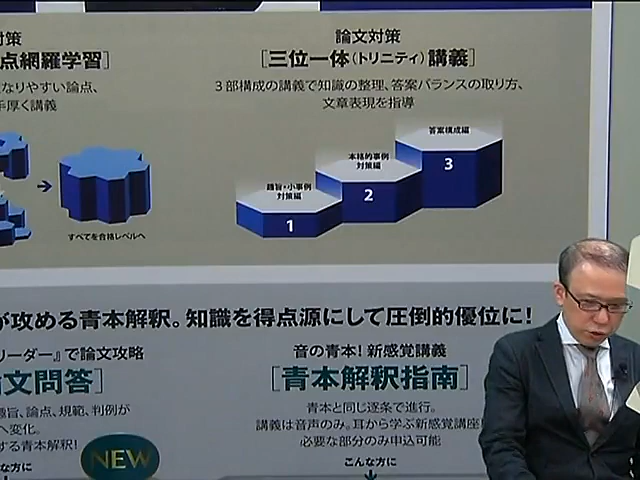 対策
点網羅学習]
なりやすい論点、
手厚く講義
すべてを合格レベルへ
論文対策
[三位一体(トリニティ)講義]
3部構成の講義で知識の整理、答案バランスの取り方、
文章表現を指導
趣旨・小事例
対策編
1
本格的事例
対策編
2
答案構成編
3
が攻める青本解釈。知識を得点源にして圧倒的優位に!
リーダー』で論文攻略
文問答]
趣旨、論点、規範、判例が
へ変化。
する青本解釈!
NEW
な方に
音の青本!新感覚講義
[青本解釈指南]
青本と同じ逐条で進行。
講義は音声のみ。耳から学ぶ新感覚講座!
必要な部分のみ申込可能
こんな方に